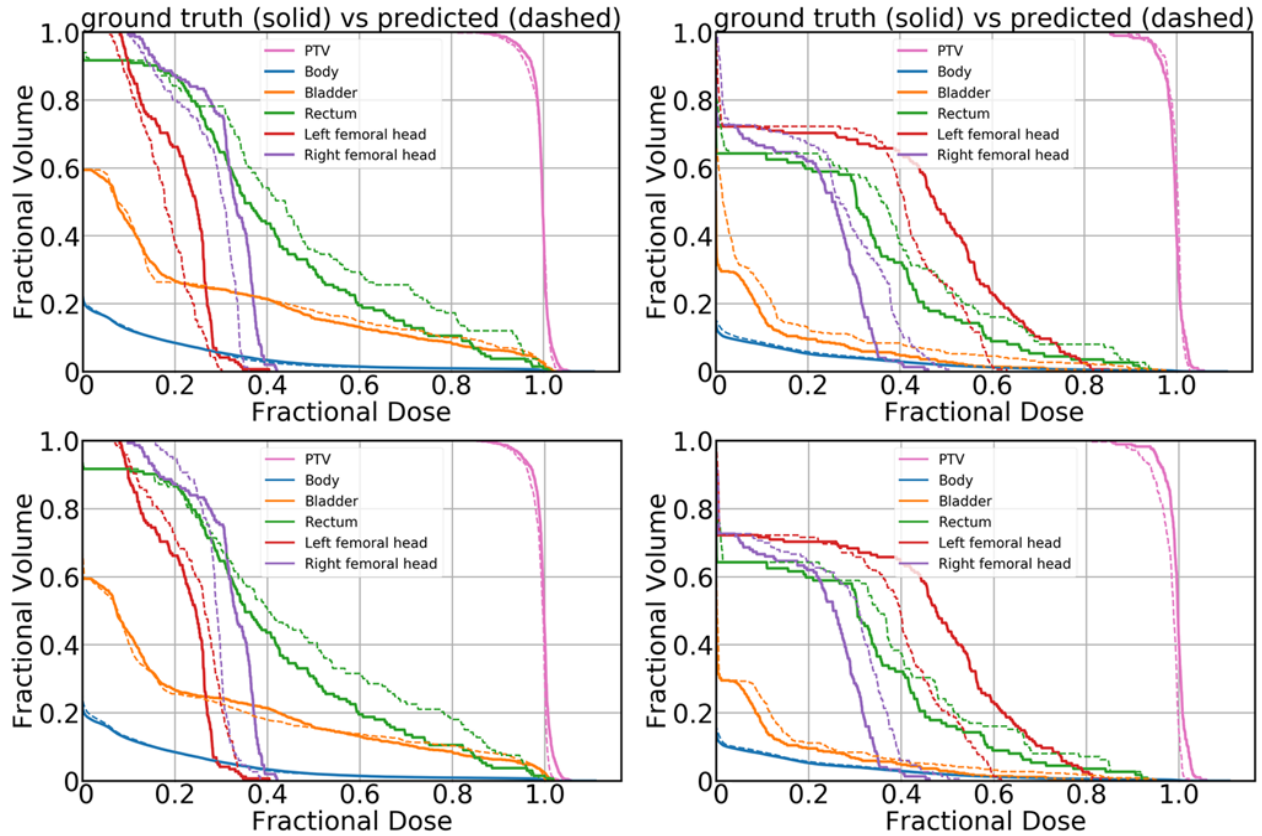 ground truth (solid) vs predicted (dashed)
1.0
0.8
0.6
0.4
0.2
0
Fractional Volume
PTV
Body
Bladder
Rectum
Left femoral head
Right femoral head
0 0.2 0.4 0.6 0.8 1.0
Fractional Dose
ground truth (solid) vs predicted (dashed)
1.0
0.8
0.6
0.4
0.2
0
Fractional Volume
PTV
Body
Bladder
Rectum
Left femoral head
Right femoral head
0 0.2 0.4 0.6 0.8 1.0
Fractional Dose
1.0
0.8
0.6
0.4
0.2
0
Fractional Volume
PTV
Body
Bladder
Rectum
Left femoral head
Right femoral head
0 0.2 0.4 0.6 0.8 1.0
Fractional Dose
1.0
0.8
0.6
0.4
0.2
0
Fractional Volume
PTV
Body
Bladder
Rectum
Left femoral head
Right femoral head
0 0.2 0.4 0.6 0.8 1.0
Fractional Dose